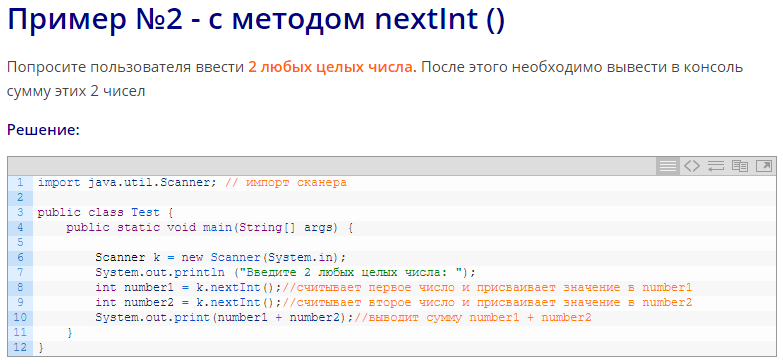 Пример №2 - с методом nextInt ()
Попросите пользователя ввести 2 любых целых числа. После этого необходимо вывести в консоль
сумму этих 2 чисел
Решение:
1 import java.util.Scanner; // импорт сканера
2
3 public class Test {
4     public static void main(String[] args) {
5
6         Scanner k = new Scanner(System.in);
7         System.out.println ("Введите 2 любых целых числа: ");
8         int number1 = k.nextInt();//считывает первое число и присваивает значение в number1
9         int number2 = k.nextInt();//считывает второе число и присваивает значение в number2
10         System.out.print(number1 + number2);//выводит сумму number1 + number2
11     }
12 }